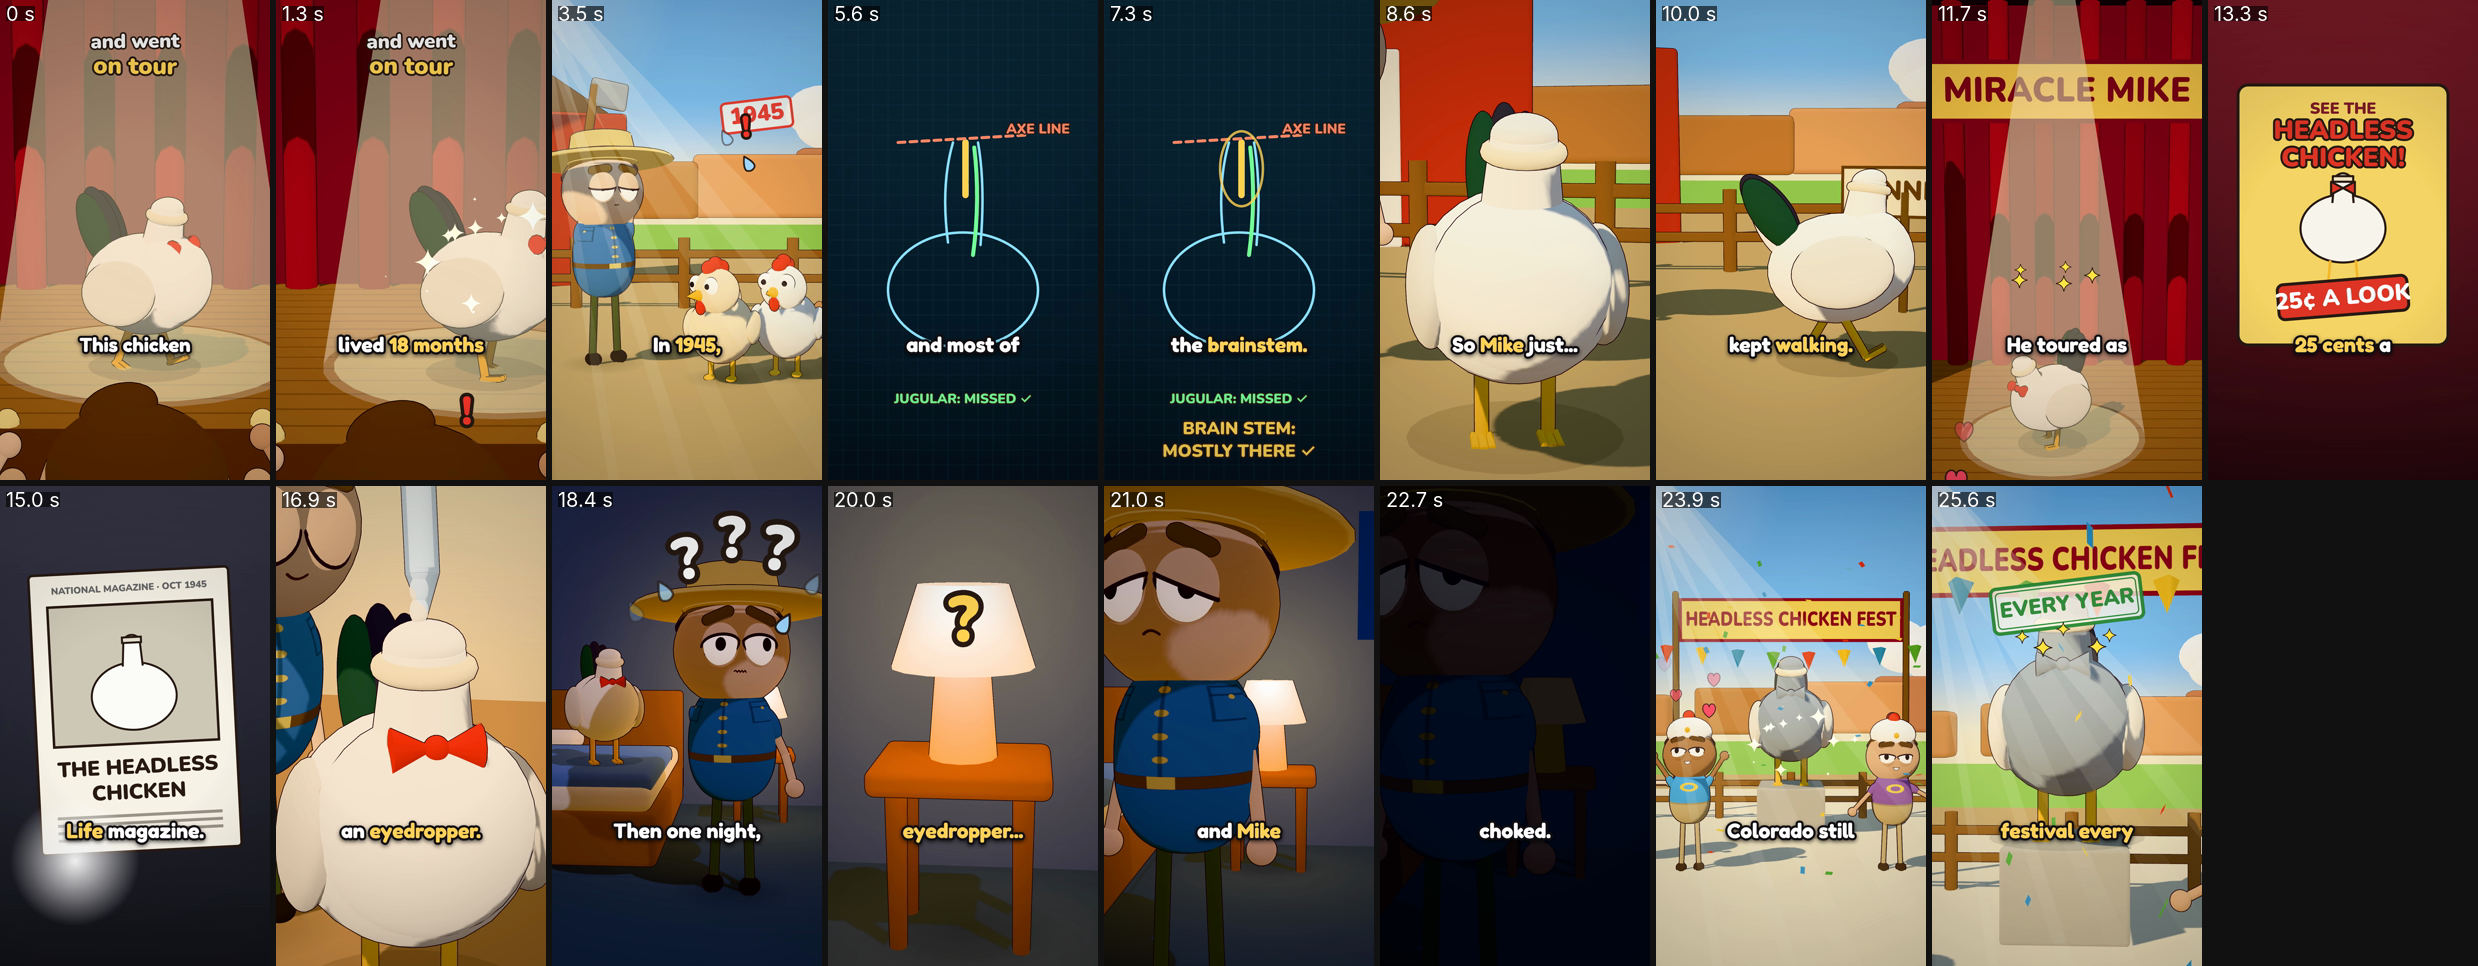 0 s
and went
on tour
This chicken
1.3 s
and went
on tour
lived 18 months
!
3.5 s
1945
!
In 1945,
5.6 s
AXE LINE
and most of
JUGULAR: MISSED ✓
7.3 s
AXE LINE
the brainstem.
JUGULAR: MISSED ✓
BRAIN STEM:
MOSTLY THERE ✓
8.6 s
So Mike just...
10.0 s
NNE
kept walking.
11.7 s
MIRACLE MIKE
He toured as
13.3 s
SEE THE
HEADLESS
CHICKEN!
25¢ A LOOK
25 cents a
15.0 s
NATIONAL MAGAZINE · OCT 1945
THE HEADLESS
CHICKEN
Life magazine.
16.9 s
an eyedropper.
18.4 s
? ? ?
Then one night,
20.0 s
?
eyedropper...
21.0 s
and Mike
22.7 s
choked.
23.9 s
HEADLESS CHICKEN FEST
Colorado still
25.6 s
EADLESS CHICKEN F
EVERY YEAR
festival every